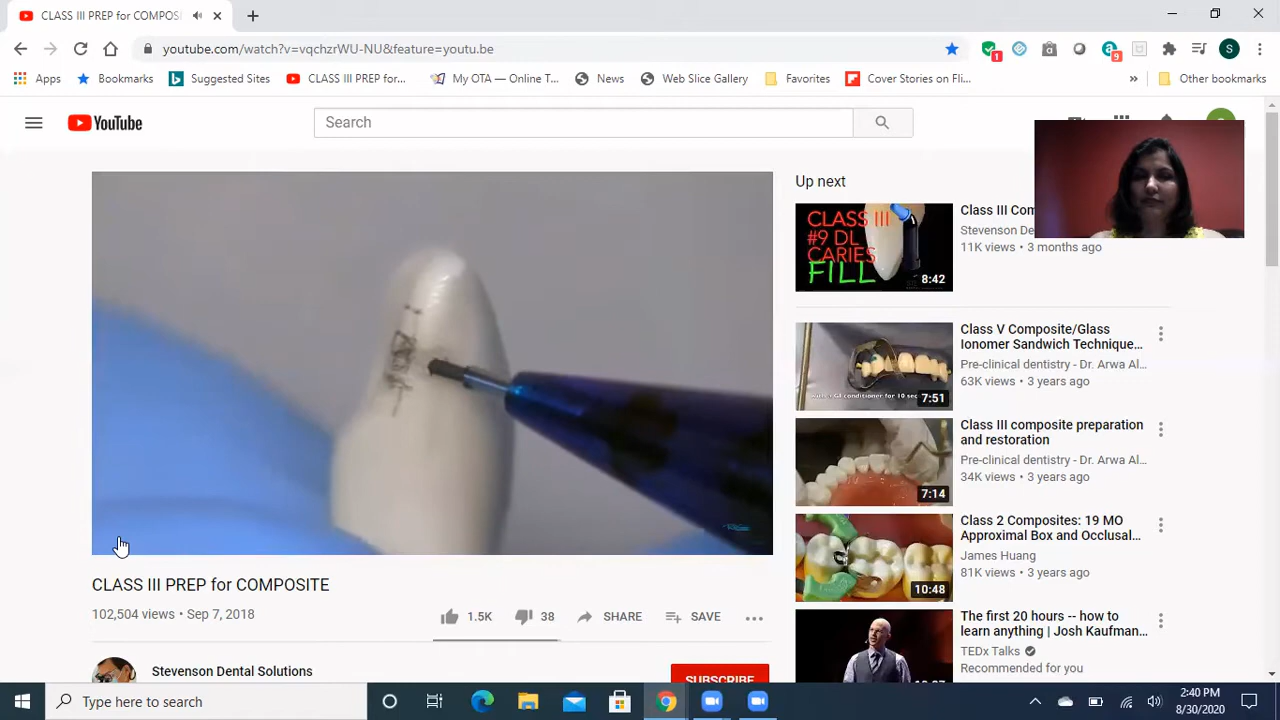 CLASS III PREP for COMPOS
youtube.com/watch?v=vqchzrWU-NU&feature=youtu.be
1
9
S
Apps
Bookmarks
Suggested Sites
CLASS III PREP for...
My OTA — Online T...
News
Web Slice Gallery
Favorites
Cover Stories on Fli...
»
Other bookmarks
YouTube
Search
Up next
CLASS III
#9 DL
CARIES
FILL
8:42
Class III Com
Stevenson De
11K views • 3 months ago
7:51
Class V Composite/Glass
Ionomer Sandwich Technique...
Pre-clinical dentistry - Dr. Arwa Al...
63K views • 3 years ago
7:14
Class III composite preparation
and restoration
Pre-clinical dentistry - Dr. Arwa Al...
34K views • 3 years ago
10:48
Class 2 Composites: 19 MO
Approximal Box and Occlusal...
James Huang
81K views • 3 years ago
The first 20 hours -- how to
learn anything | Josh Kaufman...
TEDx Talks
Recommended for you
CLASS III PREP for COMPOSITE
102,504 views • Sep 7, 2018
1.5K
38
SHARE
SAVE
Stevenson Dental Solutions
SUBSCRIBE
Type here to search
2:40 PM
8/30/2020